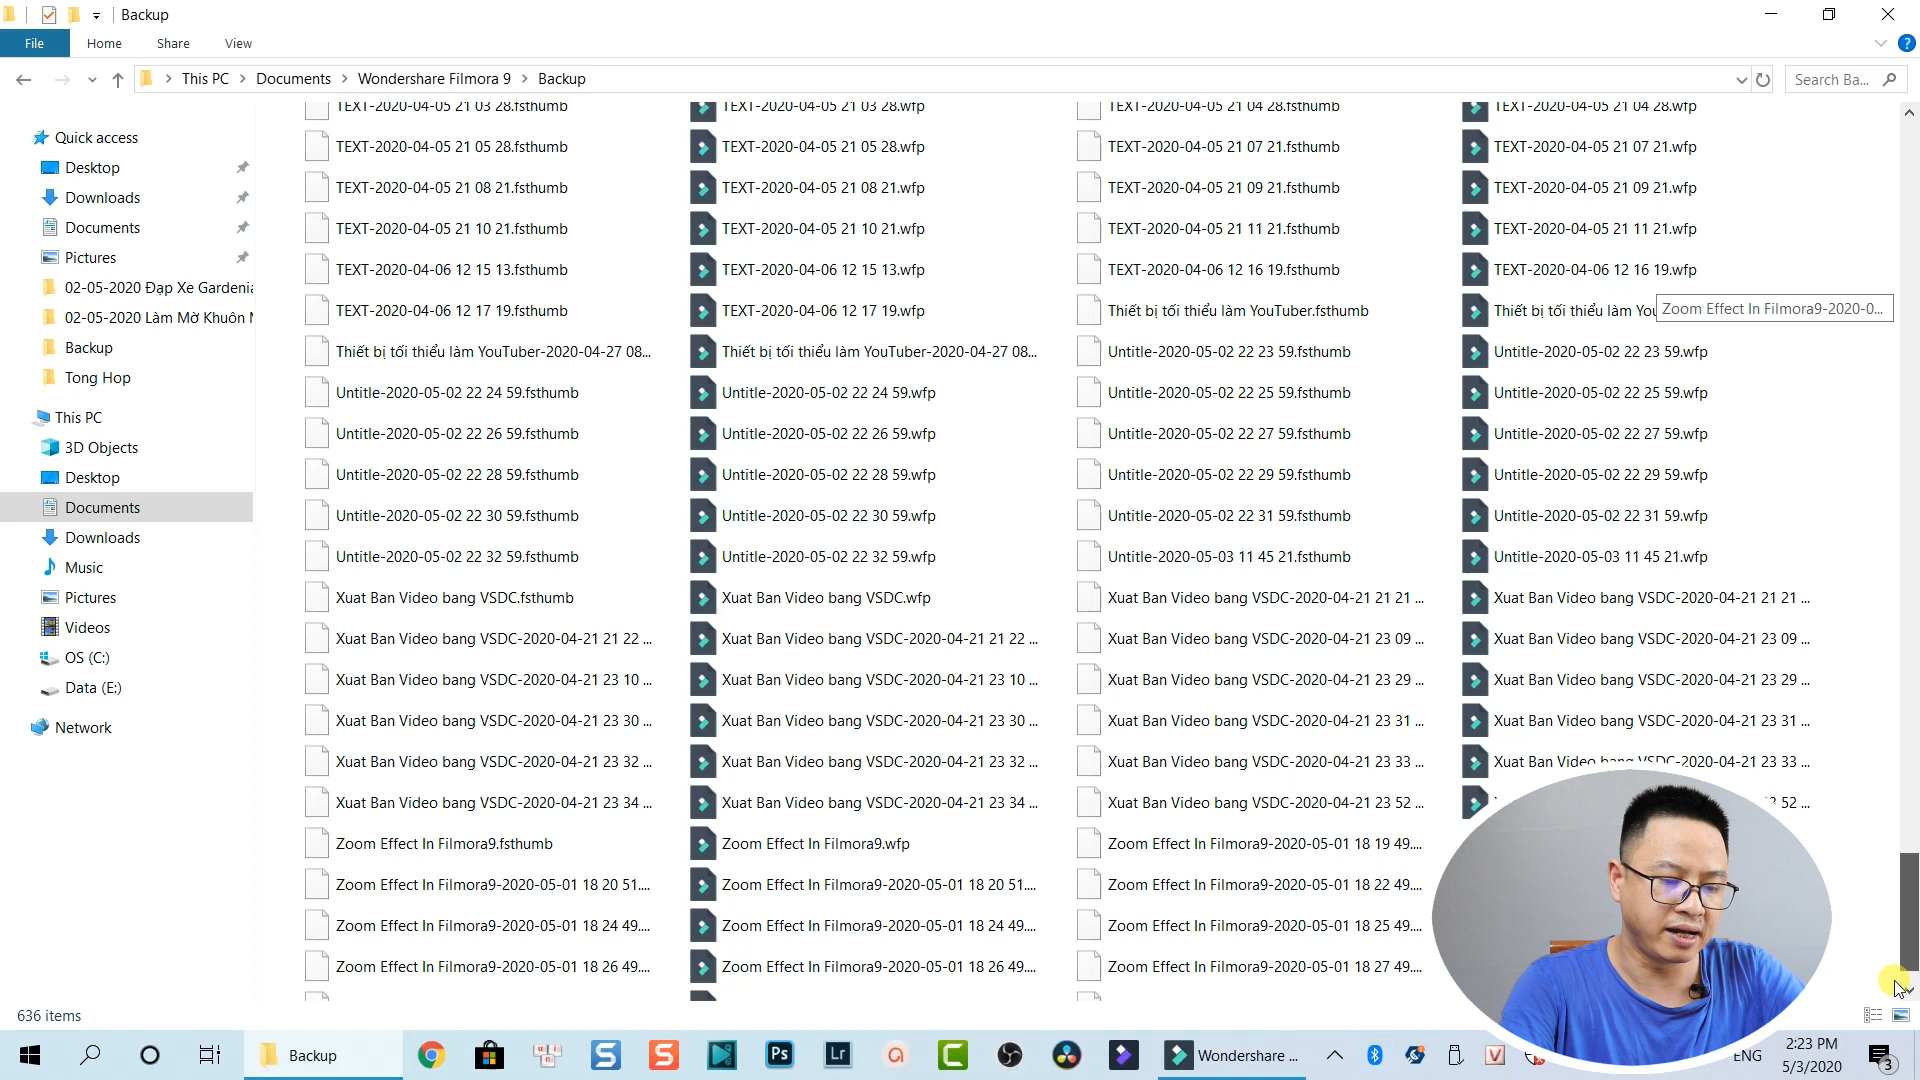 Backup
File Home Share View
This PC > Documents > Wondershare Filmora 9 > Backup
Search Ba...
Quick access
Desktop
Downloads
Documents
Pictures
02-05-2020 Đạp Xe Gardenia
02-05-2020 Làm Mờ Khuôn M
Backup
Tong Hop
This PC
3D Objects
Desktop
Documents
Downloads
Music
Pictures
Videos
OS (C:)
Data (E:)
Network
TEXT-2020-04-05 21 03 28.fsthumb TEXT-2020-04-05 21 03 28.wfp TEXT-2020-04-05 21 04 28.fsthumb TEXT-2020-04-05 21 04 28.wfp
TEXT-2020-04-05 21 05 28.fsthumb TEXT-2020-04-05 21 05 28.wfp TEXT-2020-04-05 21 07 21.fsthumb TEXT-2020-04-05 21 07 21.wfp
TEXT-2020-04-05 21 08 21.fsthumb TEXT-2020-04-05 21 08 21.wfp TEXT-2020-04-05 21 09 21.fsthumb TEXT-2020-04-05 21 09 21.wfp
TEXT-2020-04-05 21 10 21.fsthumb TEXT-2020-04-05 21 10 21.wfp TEXT-2020-04-05 21 11 21.fsthumb TEXT-2020-04-05 21 11 21.wfp
TEXT-2020-04-06 12 15 13.fsthumb TEXT-2020-04-06 12 15 13.wfp TEXT-2020-04-06 12 16 19.fsthumb TEXT-2020-04-06 12 16 19.wfp
TEXT-2020-04-06 12 17 19.fsthumb TEXT-2020-04-06 12 17 19.wfp Thiết bị tối thiểu làm YouTuber.fsthumb Thiết bị tối thiểu làm You Zoom Effect In Filmora9-2020-0...
Thiết bị tối thiểu làm YouTuber-2020-04-27 08... Thiết bị tối thiểu làm YouTuber-2020-04-27 08... Untitle-2020-05-02 22 23 59.fsthumb Untitle-2020-05-02 22 23 59.wfp
Untitle-2020-05-02 22 24 59.fsthumb Untitle-2020-05-02 22 24 59.wfp Untitle-2020-05-02 22 25 59.fsthumb Untitle-2020-05-02 22 25 59.wfp
Untitle-2020-05-02 22 26 59.fsthumb Untitle-2020-05-02 22 26 59.wfp Untitle-2020-05-02 22 27 59.fsthumb Untitle-2020-05-02 22 27 59.wfp
Untitle-2020-05-02 22 28 59.fsthumb Untitle-2020-05-02 22 28 59.wfp Untitle-2020-05-02 22 29 59.fsthumb Untitle-2020-05-02 22 29 59.wfp
Untitle-2020-05-02 22 30 59.fsthumb Untitle-2020-05-02 22 30 59.wfp Untitle-2020-05-02 22 31 59.fsthumb Untitle-2020-05-02 22 31 59.wfp
Untitle-2020-05-02 22 32 59.fsthumb Untitle-2020-05-02 22 32 59.wfp Untitle-2020-05-03 11 45 21.fsthumb Untitle-2020-05-03 11 45 21.wfp
Xuat Ban Video bang VSDC.fsthumb Xuat Ban Video bang VSDC.wfp Xuat Ban Video bang VSDC-2020-04-21 21 21 ... Xuat Ban Video bang VSDC-2020-04-21 21 21 ...
Xuat Ban Video bang VSDC-2020-04-21 21 22 ... Xuat Ban Video bang VSDC-2020-04-21 21 22 ... Xuat Ban Video bang VSDC-2020-04-21 23 09 ... Xuat Ban Video bang VSDC-2020-04-21 23 09 ...
Xuat Ban Video bang VSDC-2020-04-21 23 10 ... Xuat Ban Video bang VSDC-2020-04-21 23 10 ... Xuat Ban Video bang VSDC-2020-04-21 23 29 ... Xuat Ban Video bang VSDC-2020-04-21 23 29 ...
Xuat Ban Video bang VSDC-2020-04-21 23 30 ... Xuat Ban Video bang VSDC-2020-04-21 23 30 ... Xuat Ban Video bang VSDC-2020-04-21 23 31 ... Xuat Ban Video bang VSDC-2020-04-21 23 31 ...
Xuat Ban Video bang VSDC-2020-04-21 23 32 ... Xuat Ban Video bang VSDC-2020-04-21 23 32 ... Xuat Ban Video bang VSDC-2020-04-21 23 33 ... Xuat Ban Video bang VSDC-2020-04-21 23 33 ...
Xuat Ban Video bang VSDC-2020-04-21 23 34 ... Xuat Ban Video bang VSDC-2020-04-21 23 34 ... Xuat Ban Video bang VSDC-2020-04-21 23 52 ... 52 ...
Zoom Effect In Filmora9.fsthumb Zoom Effect In Filmora9.wfp Zoom Effect In Filmora9-2020-05-01 18 19 49....
Zoom Effect In Filmora9-2020-05-01 18 20 51.... Zoom Effect In Filmora9-2020-05-01 18 20 51.... Zoom Effect In Filmora9-2020-05-01 18 22 49....
Zoom Effect In Filmora9-2020-05-01 18 24 49.... Zoom Effect In Filmora9-2020-05-01 18 24 49.... Zoom Effect In Filmora9-2020-05-01 18 25 49....
Zoom Effect In Filmora9-2020-05-01 18 26 49.... Zoom Effect In Filmora9-2020-05-01 18 26 49.... Zoom Effect In Filmora9-2020-05-01 18 27 49....
636 items
Backup
Ps
Lr
Wondershare ...
ENG
2:23 PM
5/3/2020
3